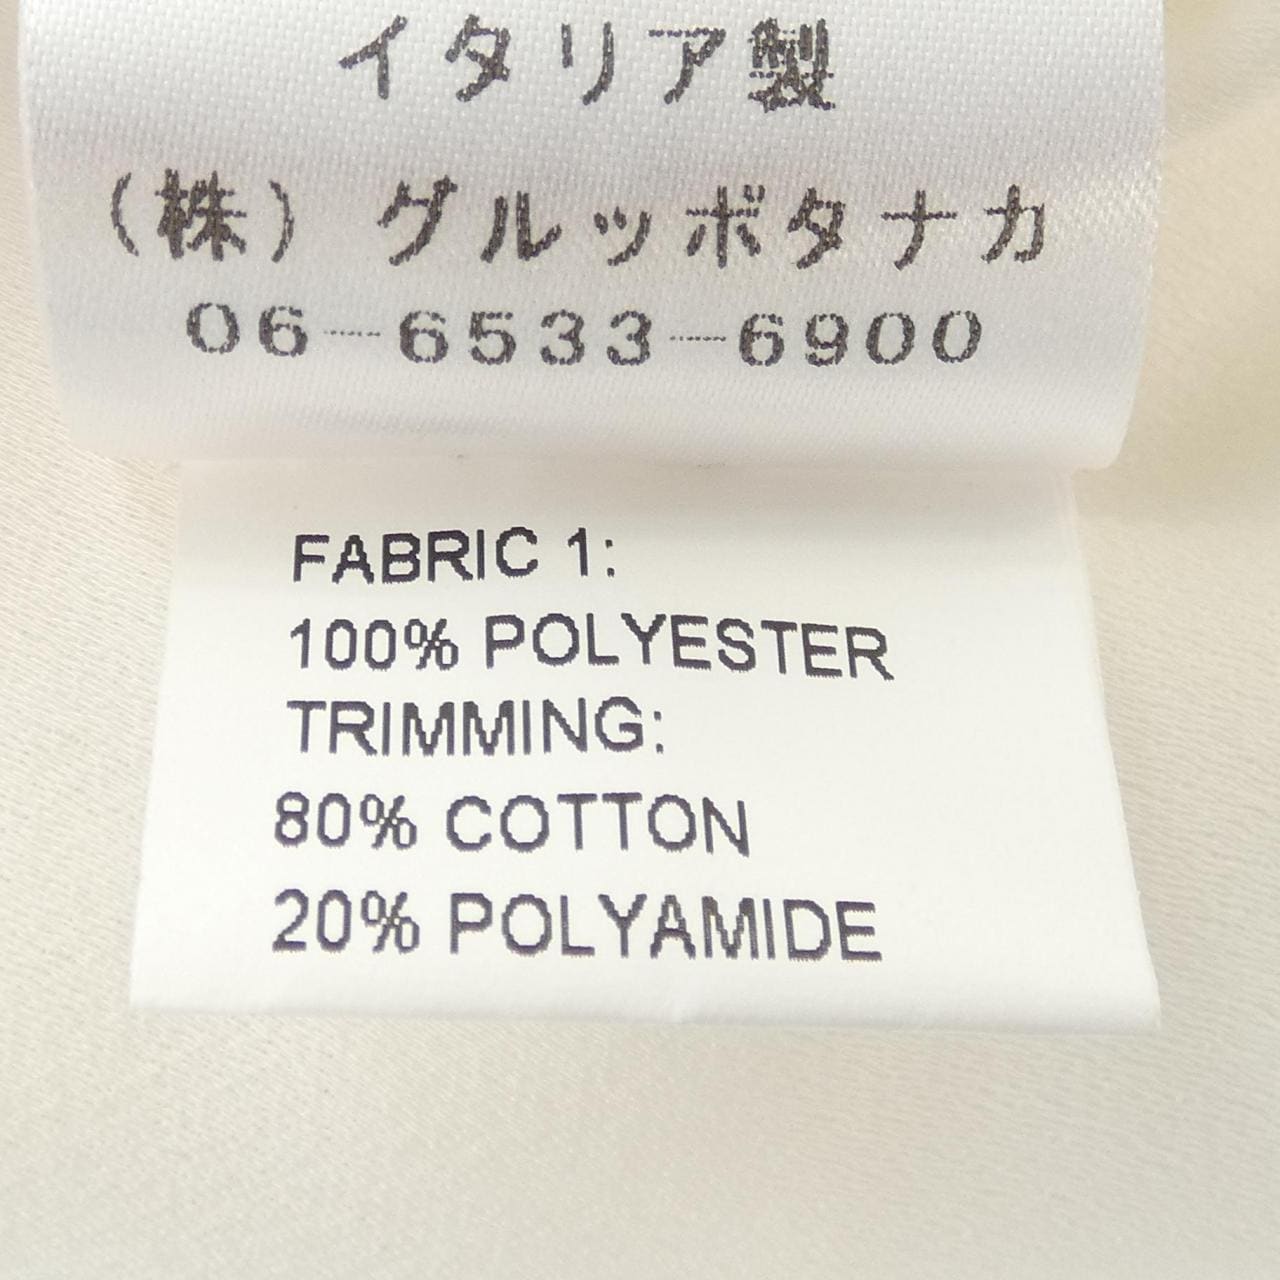 イタリア製
(株)グルッポタナカ
06-6533-6900
FABRIC 1:
100% POLYESTER
TRIMMING:
80% COTTON
20% POLYAMIDE